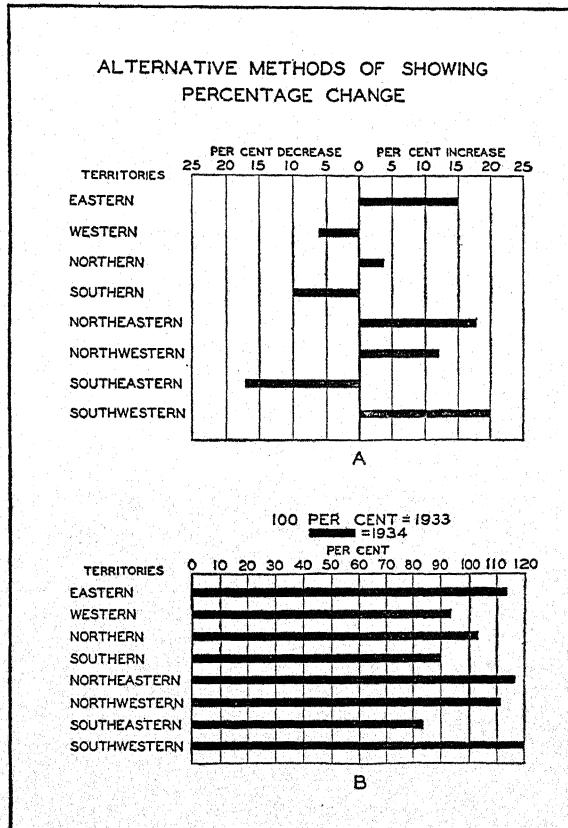 ALTERNATIVE METHODS OF SHOWING
PERCENTAGE CHANGE
PER CENT DECREASE PER CENT INCREASE
25 20 15 10 5 0 5 10 15 20 25
TERRITORIES
EASTERN
WESTERN
NORTHERN
SOUTHERN
NORTHEASTERN
NORTHWESTERN
SOUTHEASTERN
SOUTHWESTERN
A
100 PER CENT = 1933
=1934
PER CENT
0 10 20 30 40 50 60 70 80 90 100 110 120
TERRITORIES
EASTERN
WESTERN
NORTHERN
SOUTHERN
NORTHEASTERN
NORTHWESTERN
SOUTHEASTERN
SOUTHWESTERN
B